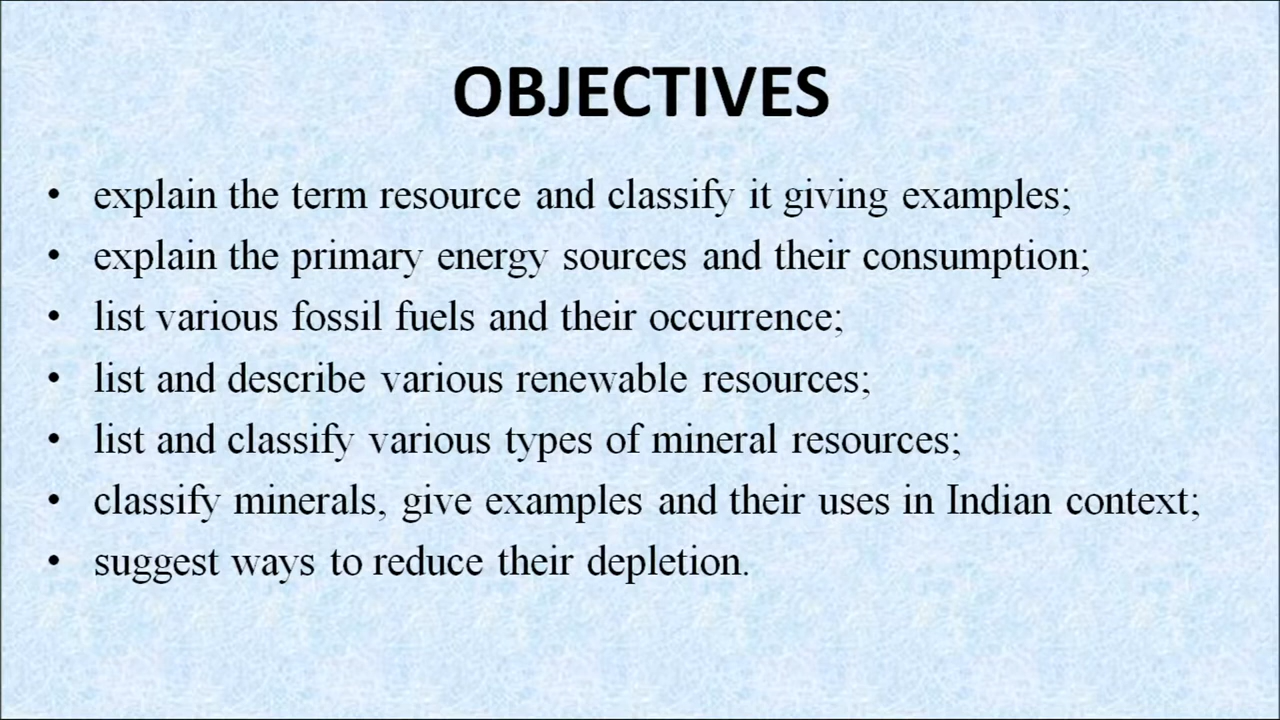 OBJECTIVES
• explain the term resource and classify it giving examples;
• explain the primary energy sources and their consumption;
• list various fossil fuels and their occurrence;
• list and describe various renewable resources;
• list and classify various types of mineral resources;
• classify minerals, give examples and their uses in Indian context;
• suggest ways to reduce their depletion.